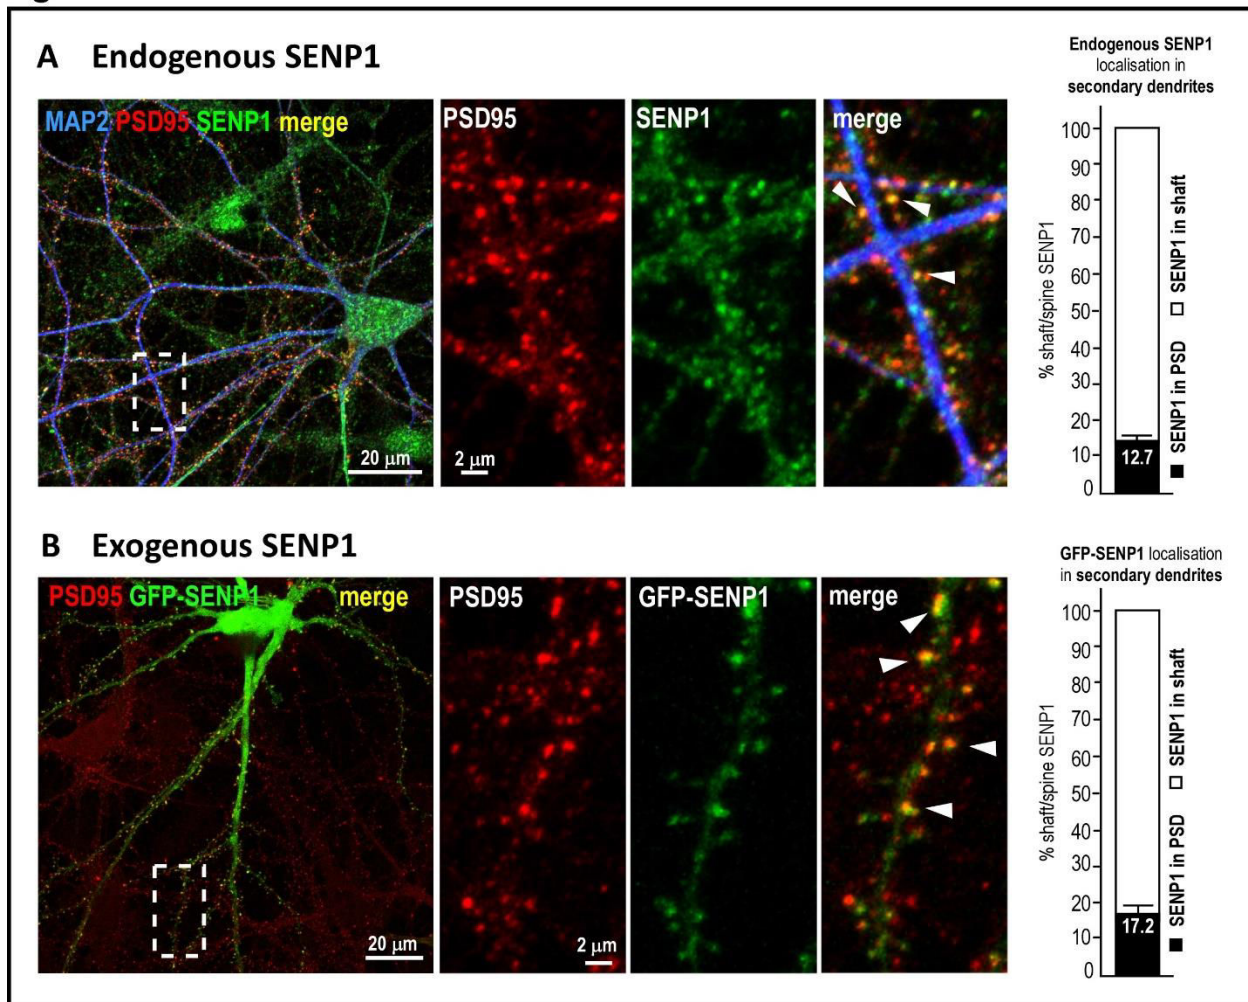 A Endogenous SENP1
MAP2 PSD95 SENP1 merge
20 μm
PSD95
2 μm
SENP1
merge
Endogenous SENP1
localisation in
secondary dendrites
% shaft/spine SENP1
100
90
80
70
60
50
40
30
20
10
0
12.7
SENP1 in PSD SENP1 in shaft
B Exogenous SENP1
PSD95 GFP-SENP1 merge
20 μm
PSD95
2 μm
GFP-SENP1
merge
GFP-SENP1 localisation
in secondary dendrites
% shaft/spine SENP1
100
90
80
70
60
50
40
30
20
10
0
17.2
SENP1 in PSD SENP1 in shaft